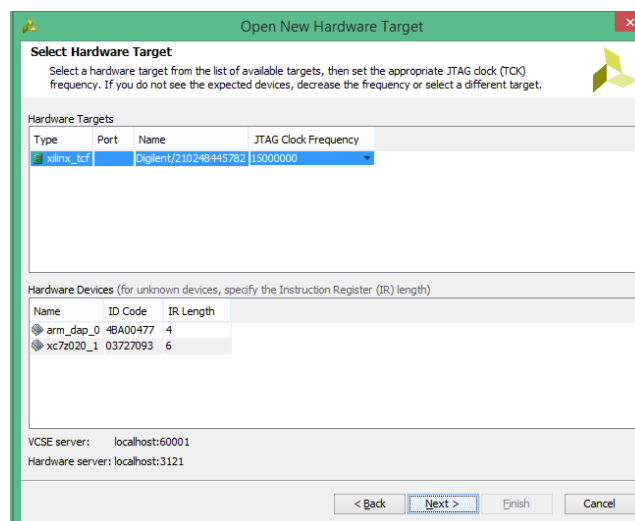 Open New Hardware Target
Select Hardware Target
Select a hardware target from the list of available targets, then set the appropriate JTAG clock (TCK)
frequency. If you do not see the expected devices, decrease the frequency or select a different target.
Hardware Targets
Type Port Name JTAG Clock Frequency
xilinx_tcf Digilent/210248445782 15000000
Hardware Devices (for unknown devices, specify the Instruction Register (IR) length)
Name ID Code IR Length
arm_dap_0 4BA00477 4
xc7z020_1 03727093 6
VCSE server: localhost:60001
Hardware server: localhost:3121
< Back Next > Finish Cancel